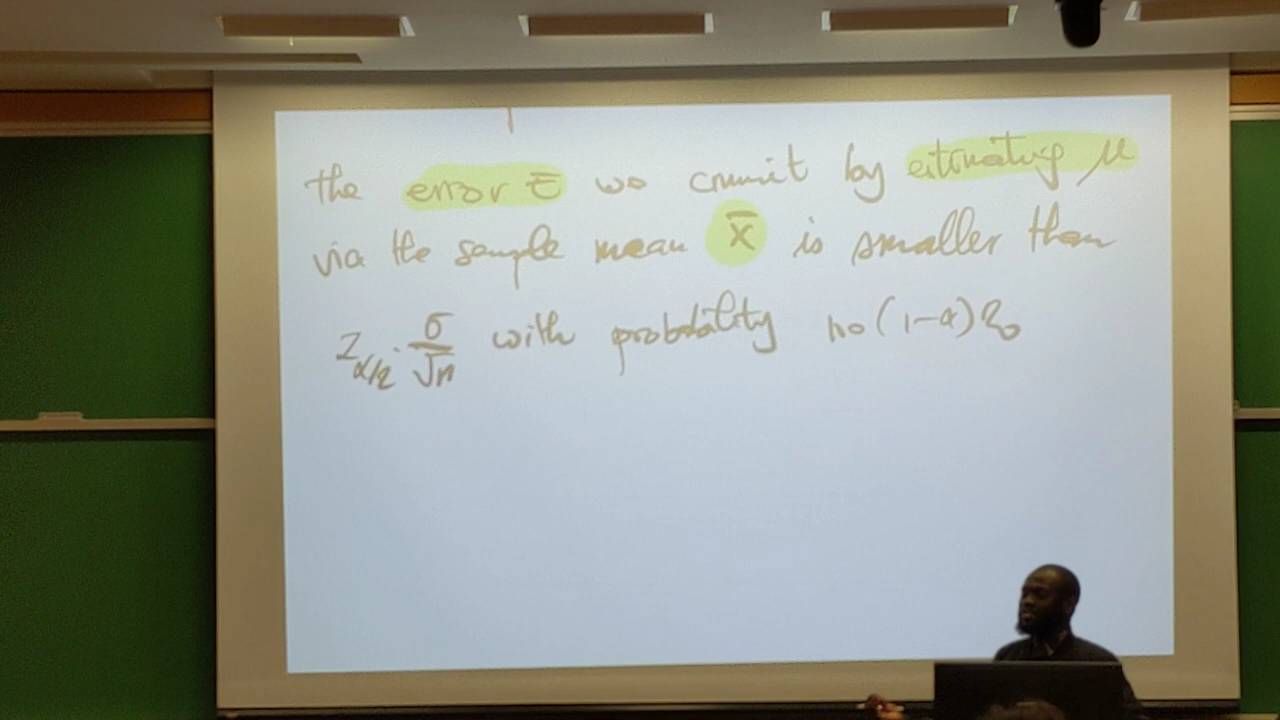 the error E we commit by estimating μ
via the sample mean x̄ is smaller than
Z_{α/2} · σ/√n with probability 100(1-α)%